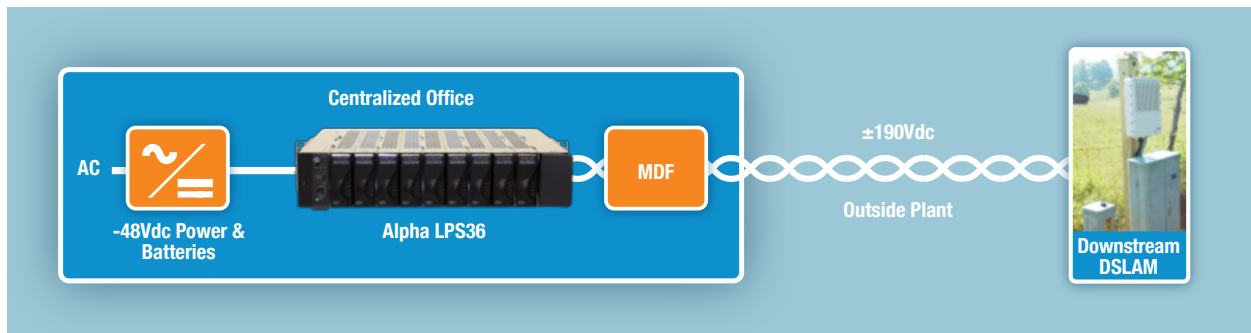 Centralized Office
AC
-48Vdc Power &
Batteries
Alpha LPS36
MDF
±190Vdc
Outside Plant
Downstream
DSLAM